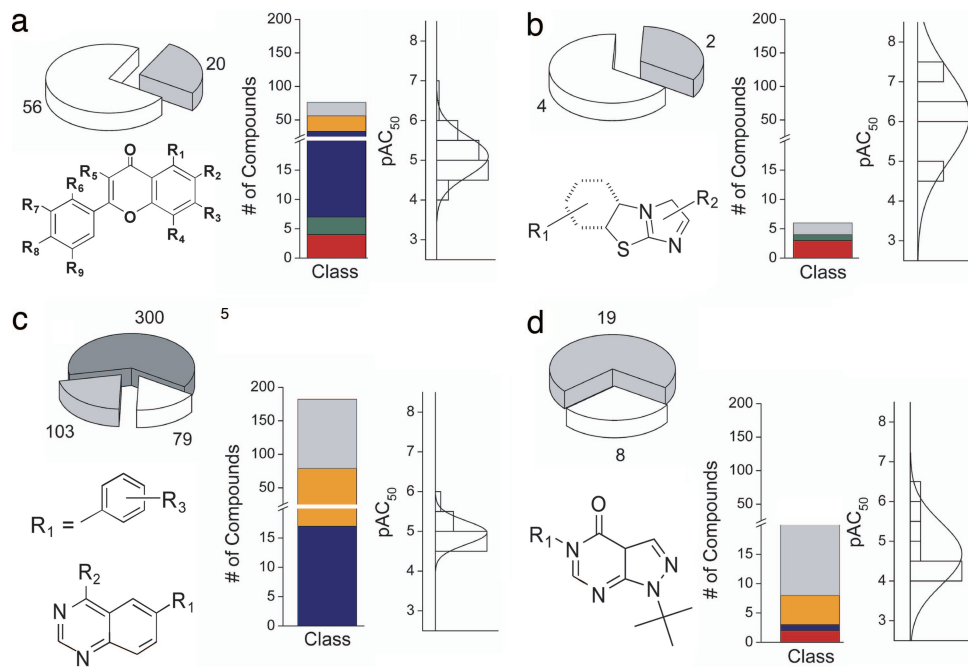 a
56
20
O
R1
R2
R3
R4
R5
R6
R7
R8
R9
O
# of Compounds
200
150
100
50
15
10
5
0
Class
pAC50
8
7
6
5
4
3
b
4
2
R1
R2
N
N
S
# of Compounds
200
150
100
50
15
10
5
0
Class
pAC50
8
7
6
5
4
3
c
300
5
103
79
R1 =
R3
R2
R1
N
N
# of Compounds
200
150
100
50
15
10
5
0
Class
pAC50
8
7
6
5
4
3
d
19
8
O
R1
N
N
N
N
# of Compounds
200
150
100
50
15
10
5
0
Class
pAC50
8
7
6
5
4
3